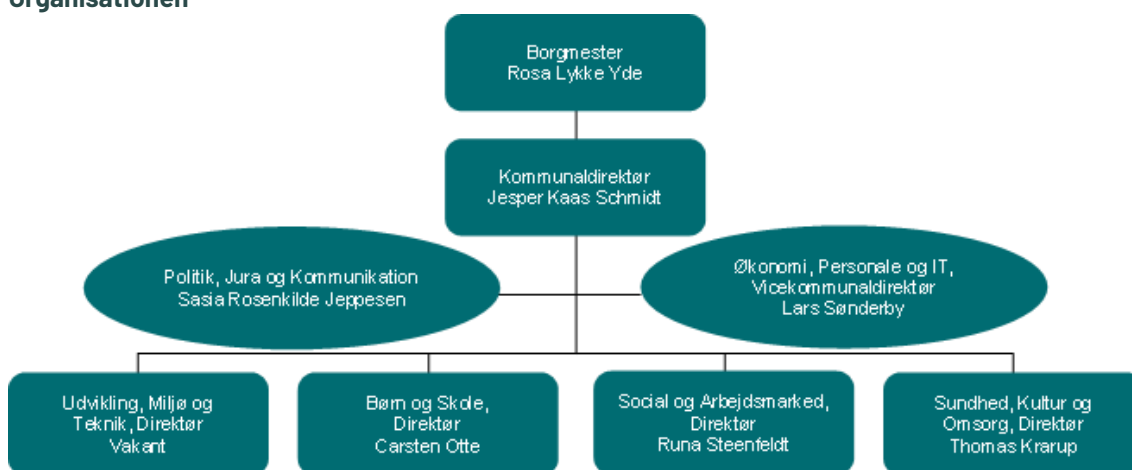 Organisationen
Borgmester
Rosa Lykke Yde
Kommunaldirektør
Jesper Kaas Schmidt
Politik, Jura og Kommunikation
Sasia Rosenkilde Jeppesen
Økonomi, Personale og IT,
Vicekommunaldirektør
Lars Sønderby
Udvikling, Miljø og
Teknik, Direktør
Vakant
Børn og Skole,
Direktør
Carsten Otte
Social og Arbejdsmarked,
Direktør
Runa Steenfeldt
Sundhed, Kultur og
Omsorg, Direktør
Thomas Krarup